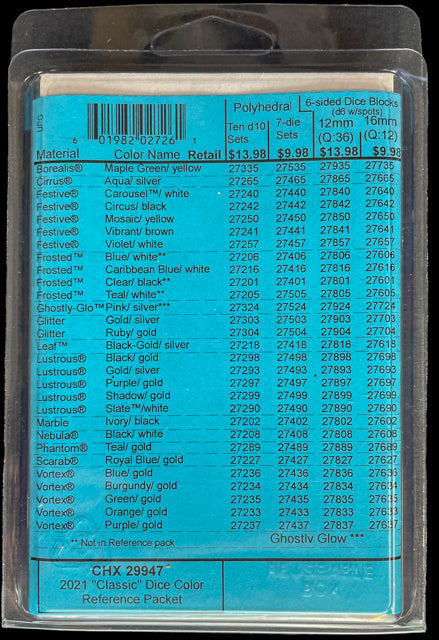 Polyhedral 6-sided Dice Blocks
(d6 w/spots)
UFO
6 01982 02726 1
Ten d10 7-die 12mm 16mm
Sets Sets (Q:36) (Q:12)
Material Color Name Retail $13.98 $9.98 $13.98 $9.98
Borealis® Maple Green/ yellow 27335 27535 27935 27735
Cirrus® Aqua/ silver 27265 27465 27865 27665
Festive® Carousel™/ white 27240 27440 27840 27640
Festive® Circus/ black 27242 27442 27842 27642
Festive® Mosaic/ yellow 27250 27450 27850 27650
Festive® Vibrant/ brown 27241 27441 27841 27641
Festive® Violet/ white 27257 27457 27857 27657
Frosted™ Blue/ white** 27206 27406 27806 27606
Frosted™ Caribbean Blue/ white 27216 27416 27816 27616
Frosted™ Clear/ black** 27201 27401 27801 27601
Frosted™ Teal/ white** 27205 27505 27805 27605
Ghostly-Glo™ Pink/ silver*** 27324 27524 27924 27724
Glitter Gold/ silver 27303 27503 27903 27703
Glitter Ruby/ gold 27304 27504 27904 27704
Leaf™ Black-Gold/ silver 27218 27418 27818 27618
Lustrous® Black/ gold 27298 27498 27898 27698
Lustrous® Gold/ silver 27293 27493 27893 27693
Lustrous® Purple/ gold 27297 27497 27897 27697
Lustrous® Shadow/ gold 27299 27499 27899 27699
Lustrous® Slate™/white 27290 27490 27890 27690
Marble Ivory/ black 27202 27402 27802 27602
Nebula® Black/ white 27208 27408 27808 27608
Phantom® Teal/ gold 27289 27489 27889 27689
Scarab® Royal Blue/ gold 27227 27427 27827 27627
Vortex® Blue/ gold 27236 27436 27836 27636
Vortex® Burgundy/ gold 27234 27434 27834 27634
Vortex® Green/ gold 27235 27435 27835 27635
Vortex® Orange/ gold 27233 27433 27833 27633
Vortex® Purple/ gold 27237 27437 27837 27637
** Not in Reference pack Ghostly Glow ***
CHX 29947
2021 "Classic" Dice Color
Reference Packet
REUSEABLE
BOX